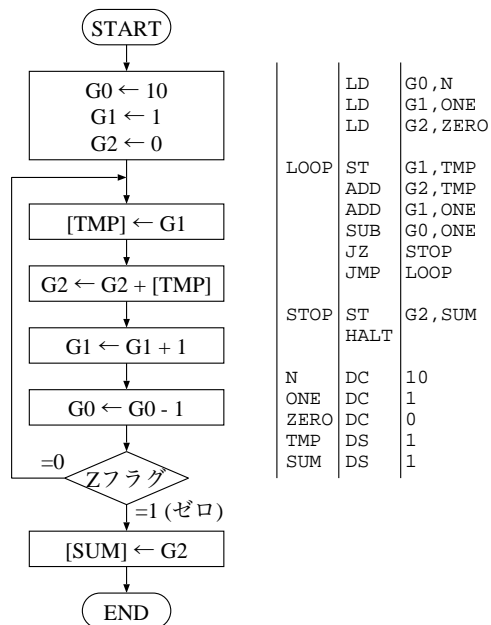 START
G0 ← 10
G1 ← 1
G2 ← 0
[TMP] ← G1
G2 ← G2 + [TMP]
G1 ← G1 + 1
G0 ← G0 - 1
=0
Zフラグ
=1 (ゼロ)
[SUM] ← G2
END
LD G0,N
LD G1,ONE
LD G2,ZERO
LOOP ST G1,TMP
ADD G2,TMP
ADD G1,ONE
SUB G0,ONE
JZ STOP
JMP LOOP
STOP ST G2,SUM
HALT
N DC 10
ONE DC 1
ZERO DC 0
TMP DS 1
SUM DS 1